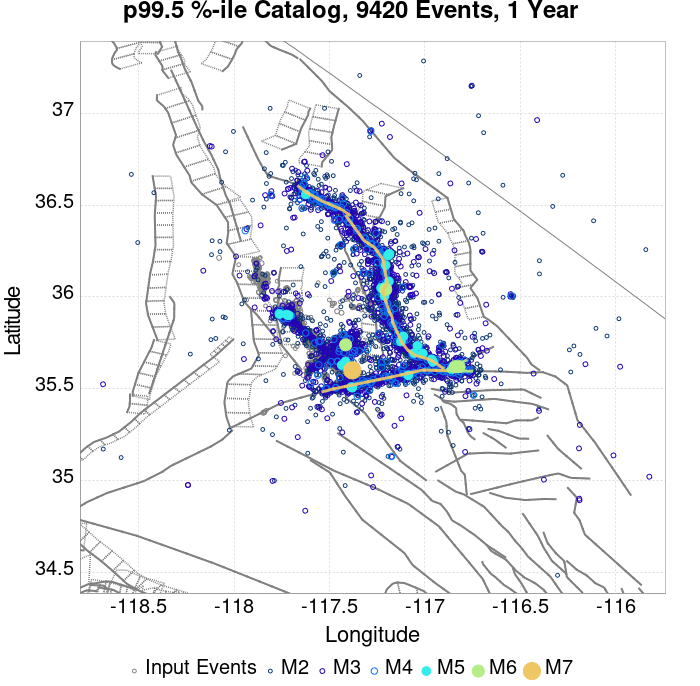 p99.5 %-ile Catalog, 9420 Events, 1 Year
37
36.5
36
35.5
35
34.5
Latitude
-118.5 -118 -117.5 -117 -116.5 -116
Longitude
Input Events M2 M3 M4 M5 M6 M7